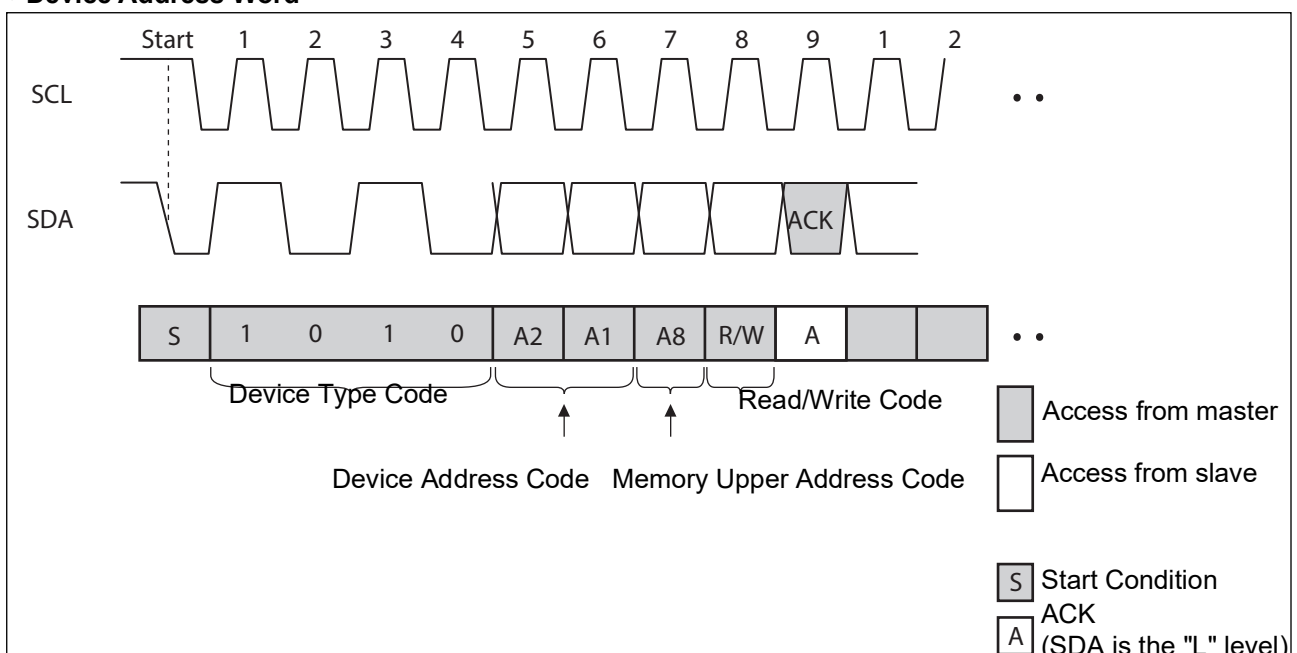 Device Address Word
Start 1 2 3 4 5 6 7 8 9 1 2
SCL
SDA
ACK
S 1 0 1 0 A2 A1 A8 R/W A
Device Type Code
Read/Write Code
Device Address Code Memory Upper Address Code
Access from master
Access from slave
S Start Condition
A ACK
(SDA is the "L" level)